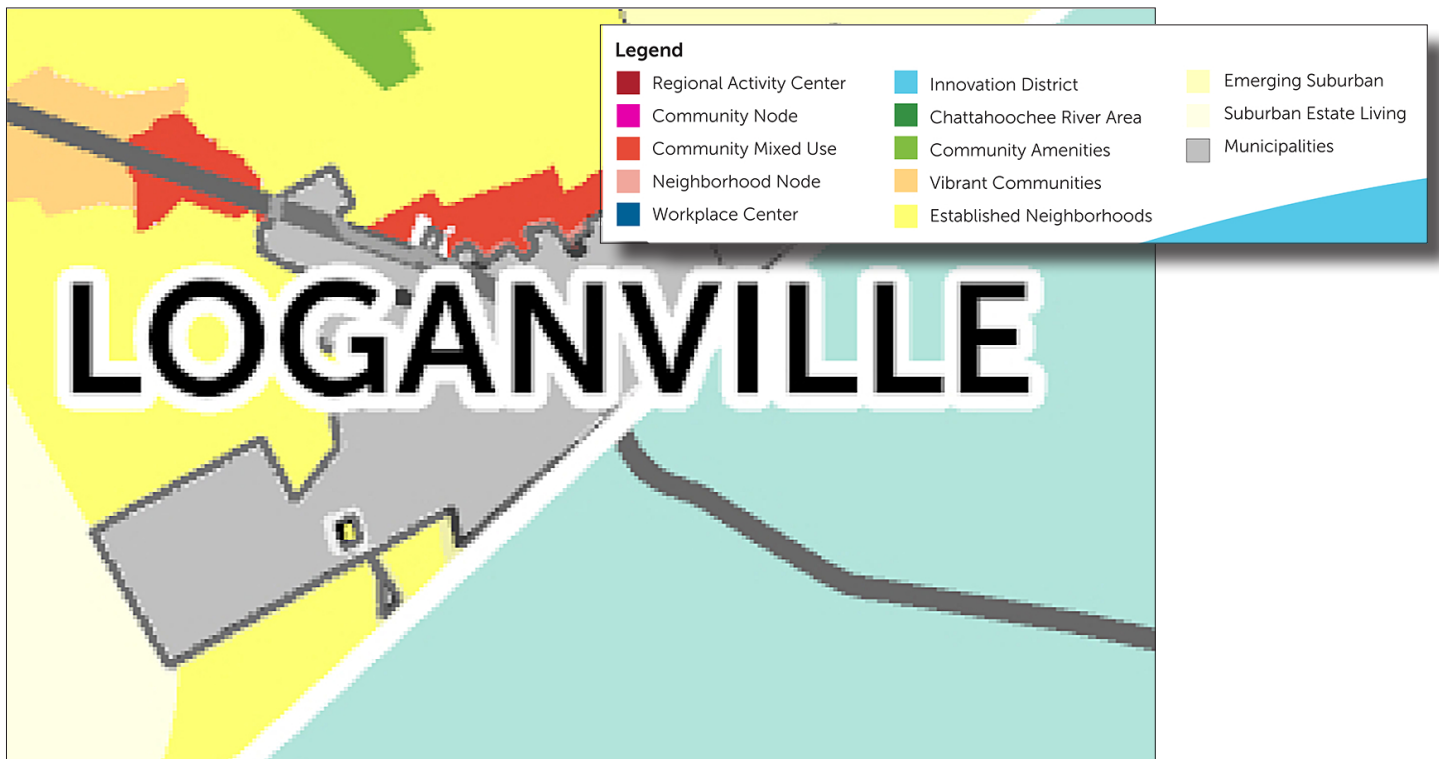 Legend
Regional Activity Center
Community Node
Community Mixed Use
Neighborhood Node
Workplace Center
Innovation District
Chattahoochee River Area
Community Amenities
Vibrant Communities
Established Neighborhoods
Emerging Suburban
Suburban Estate Living
Municipalities
LOGANVILLE